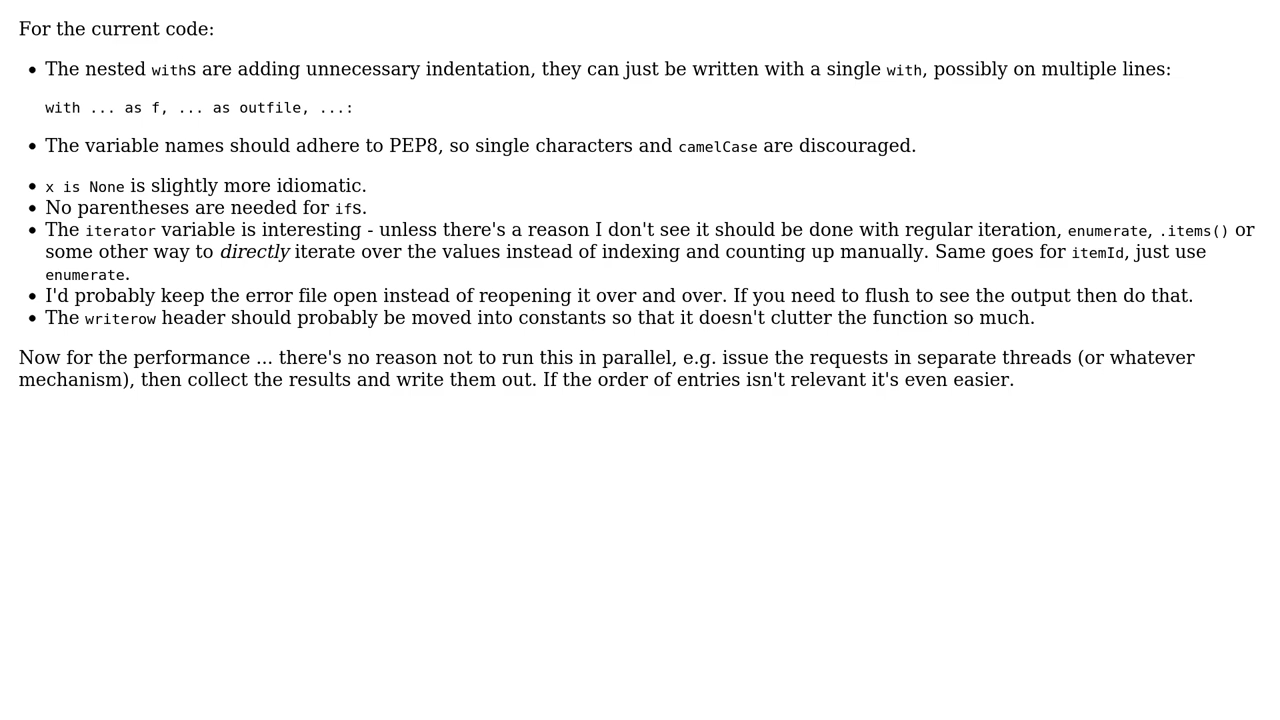 For the current code:
The nested withs are adding unnecessary indentation, they can just be written with a single with, possibly on multiple lines:
with ... as f, ... as outfile, ...:
The variable names should adhere to PEP8, so single characters and camelCase are discouraged.
x is None is slightly more idiomatic.
No parentheses are needed for ifs.
The iterator variable is interesting - unless there's a reason I don't see it should be done with regular iteration, enumerate, .items() or
some other way to directly iterate over the values instead of indexing and counting up manually. Same goes for itemId, just use
enumerate.
I'd probably keep the error file open instead of reopening it over and over. If you need to flush to see the output then do that.
The writerow header should probably be moved into constants so that it doesn't clutter the function so much.
Now for the performance ... there's no reason not to run this in parallel, e.g. issue the requests in separate threads (or whatever
mechanism), then collect the results and write them out. If the order of entries isn't relevant it's even easier.